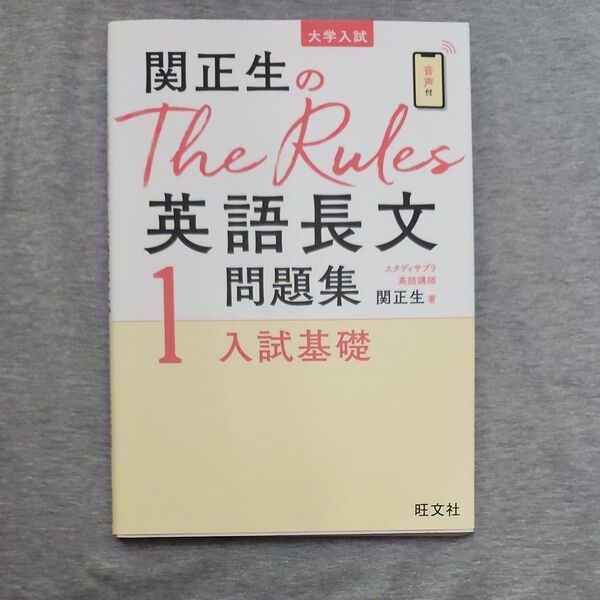 大学入試
関正生の
音声付
The Rules
英語長文
問題集
スタディサプリ
英語講師
関正生 著
1
入試基礎
旺文社